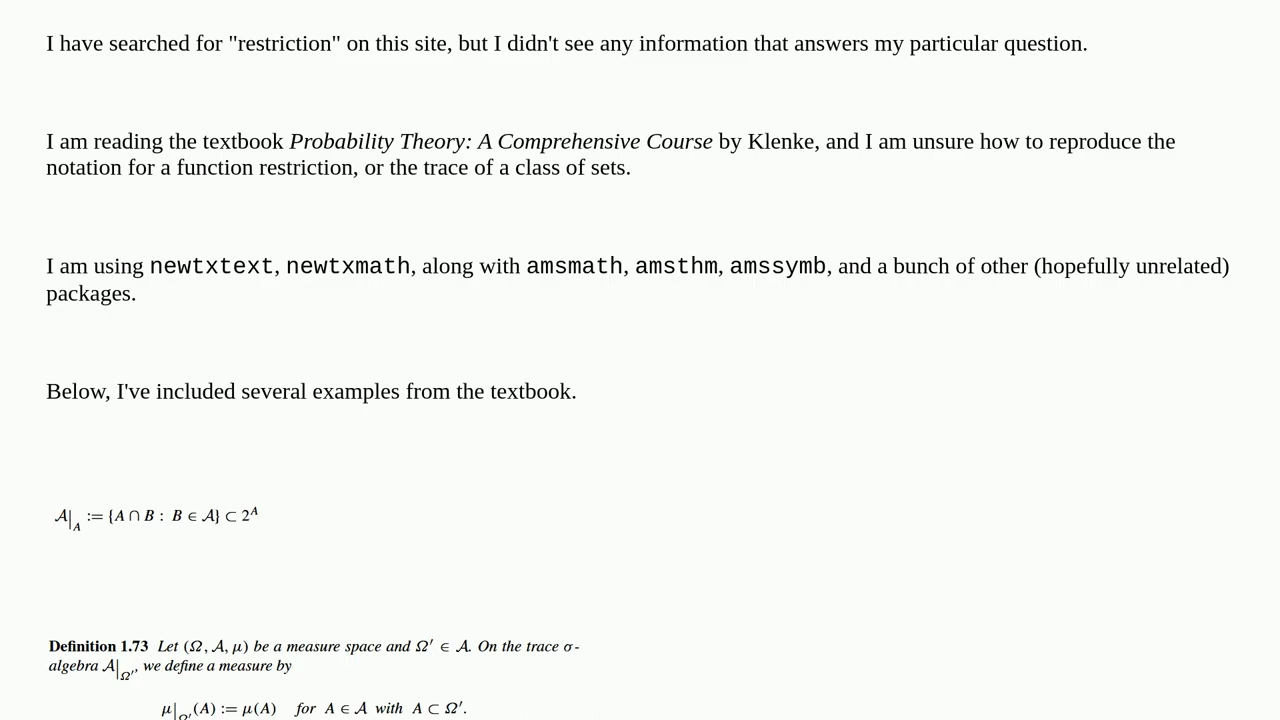 I have searched for "restriction" on this site, but I didn't see any information that answers my particular question.
I am reading the textbook Probability Theory: A Comprehensive Course by Klenke, and I am unsure how to reproduce the
notation for a function restriction, or the trace of a class of sets.
I am using newtxtext, newtxmath, along with amsmath, amsthm, amssymb, and a bunch of other (hopefully unrelated)
packages.
Below, I've included several examples from the textbook.
𝒜|_A := {A ∩ B : B ∈ 𝒜} ⊂ 2^A
Definition 1.73 Let (Ω, 𝒜, μ) be a measure space and Ω′ ∈ 𝒜. On the trace σ-
algebra 𝒜|_Ω′, we define a measure by
μ|_Ω′(A) := μ(A) for A ∈ 𝒜 with A ⊂ Ω′.